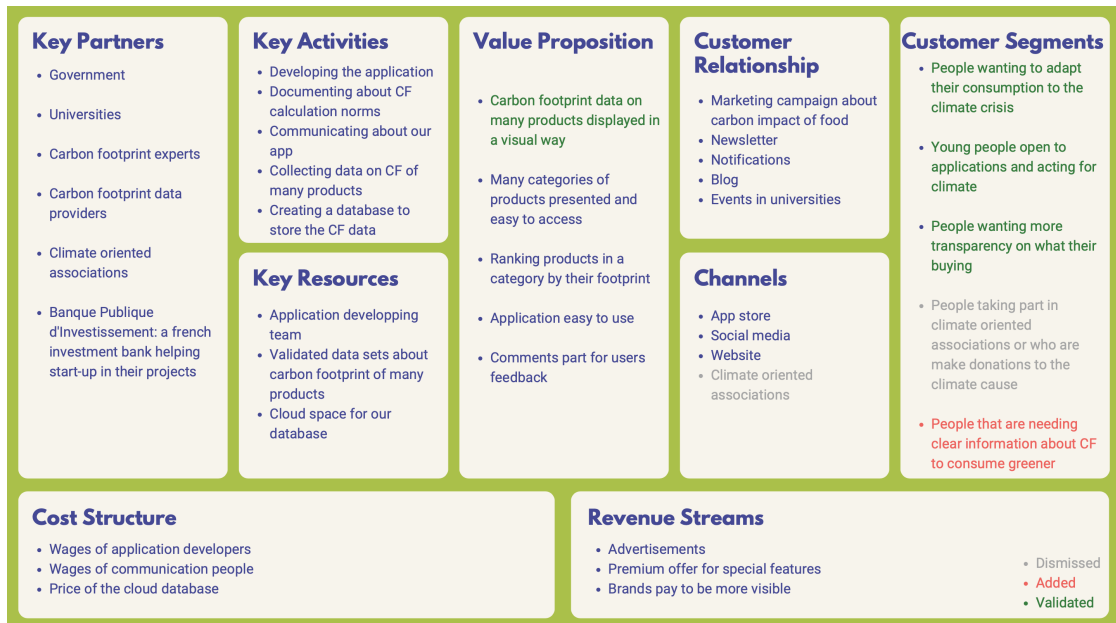 Key Partners
• Government
• Universities
• Carbon footprint experts
• Carbon footprint data
providers
• Climate oriented
associations
• Banque Publique
d'Investissement: a french
investment bank helping
start-up in their projects
Key Activities
• Developing the application
• Documenting about CF
calculation norms
• Communicating about our
app
• Collecting data on CF of
many products
• Creating a database to
store the CF data
Key Resources
• Application developping
team
• Validated data sets about
carbon footprint of many
products
• Cloud space for our
database
Value Proposition
• Carbon footprint data on
many products displayed in
a visual way
• Many categories of
products presented and
easy to access
• Ranking products in a
category by their footprint
• Application easy to use
• Comments part for users
feedback
Customer
Relationship
• Marketing campaign about
carbon impact of food
• Newsletter
• Notifications
• Blog
• Events in universities
Channels
• App store
• Social media
• Website
• Climate oriented
associations
Customer Segments
• People wanting to adapt
their consumption to the
climate crisis
• Young people open to
applications and acting for
climate
• People wanting more
transparency on what their
buying
• People taking part in
climate oriented
associations or who are
make donations to the
climate cause
• People that are needing
clear information about CF
to consume greener
Cost Structure
• Wages of application developers
• Wages of communication people
• Price of the cloud database
Revenue Streams
• Advertisements
• Premium offer for special features
• Brands pay to be more visible
• Dismissed
• Added
• Validated